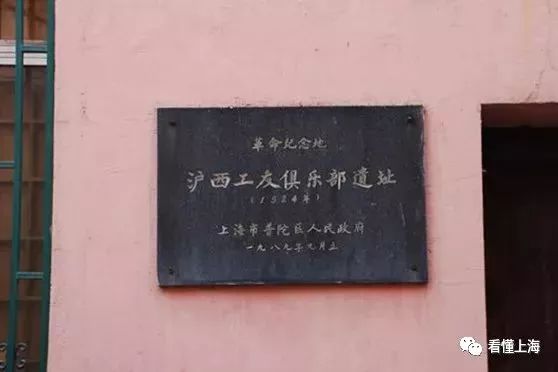 革命纪念地
沪西工友俱乐部遗址
(1924年)
上海市普陀区人民政府
一九八九年九月立
看懂上海